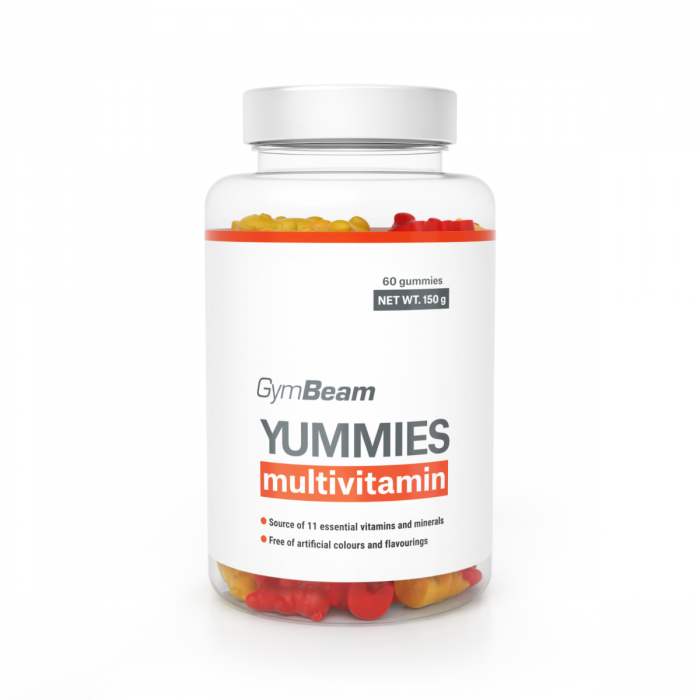 60 gummies
NET WT. 150 g
GymBeam
YUMMIES
multivitamin
Source of 11 essential vitamins and minerals
Free of artificial colours and flavourings